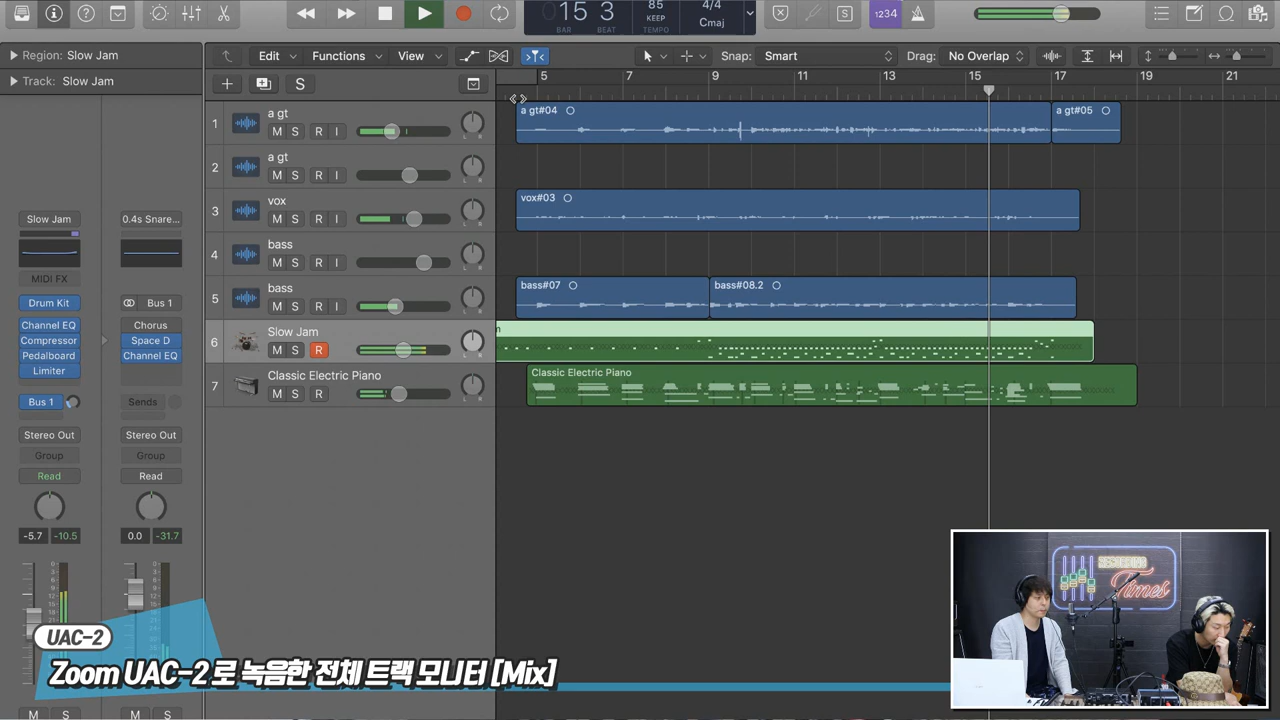 15 3
BAR BEAT
85
KEEP
TEMPO
4/4
Cmaj
S
1234
Region: Slow Jam
Track: Slow Jam
Edit
Functions
View
Snap: Smart
Drag: No Overlap
S
5 7 9 11 13 15 17 19 21
1
a gt
M S R I
a gt#04
a gt#05
2
a gt
M S R I
3
vox
M S R I
vox#03
4
bass
M S R I
5
bass
M S R I
bass#07
bass#08.2
6
Slow Jam
M S R
7
Classic Electric Piano
M S R
Classic Electric Piano
Slow Jam
0.4s Snare...
MIDI FX
Drum Kit
Bus 1
Channel EQ
Chorus
Compressor
Space D
Pedalboard
Channel EQ
Limiter
Bus 1
Sends
Stereo Out
Stereo Out
Group
Group
Read
Read
-5.7 -10.5
0.0 -31.7
M S
M S
UAC-2
Zoom UAC-2로 녹음한 전체 트랙 모니터 [Mix]
Times